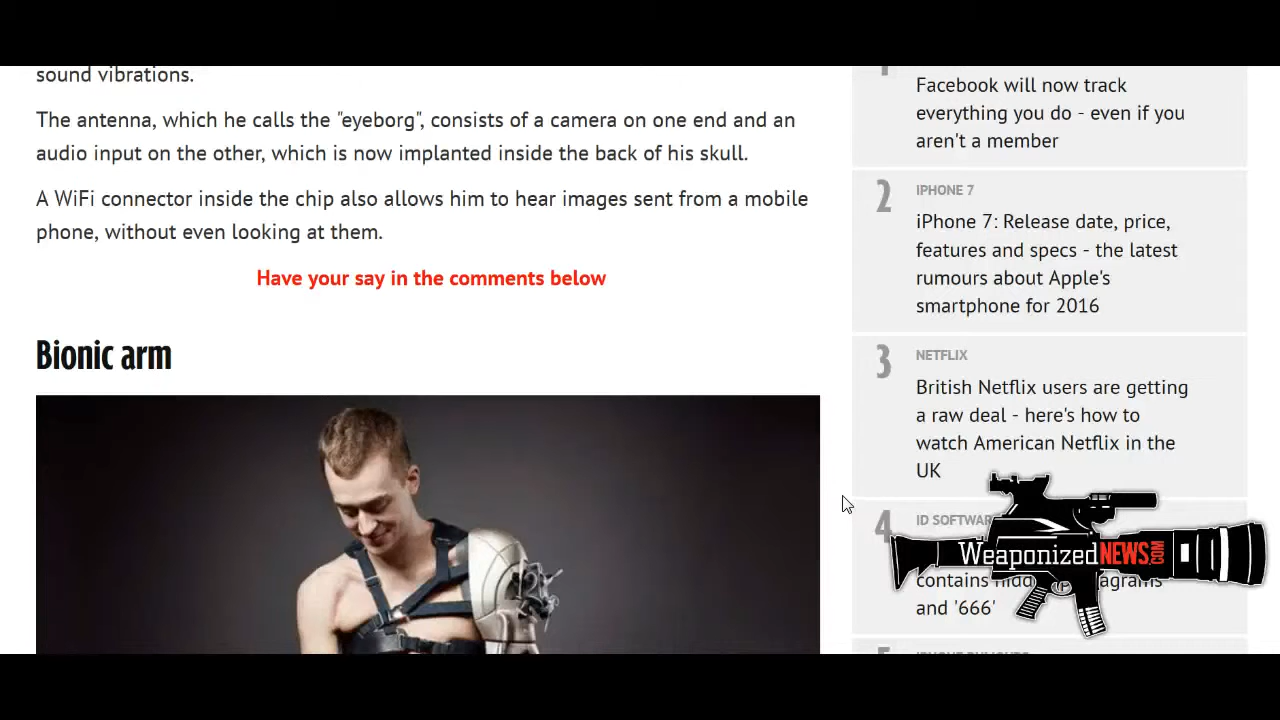 sound vibrations.
The antenna, which he calls the "eyeborg", consists of a camera on one end and an
audio input on the other, which is now implanted inside the back of his skull.
A WiFi connector inside the chip also allows him to hear images sent from a mobile
phone, without even looking at them.
Have your say in the comments below
Bionic arm
Facebook will now track
everything you do - even if you
aren't a member
2
IPHONE 7
iPhone 7: Release date, price,
features and specs - the latest
rumours about Apple's
smartphone for 2016
3
NETFLIX
British Netflix users are getting
a raw deal - here's how to
watch American Netflix in the
UK
4
ID SOFTWAR
contains
and '666'
WeaponizedNEWS.COM